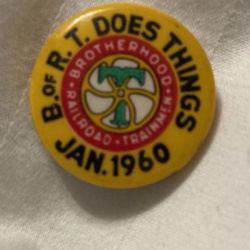 B. OF R. T. DOES THINGS
BROTHERHOOD
RAILROAD • TRAINMEN
T
JAN. 1960